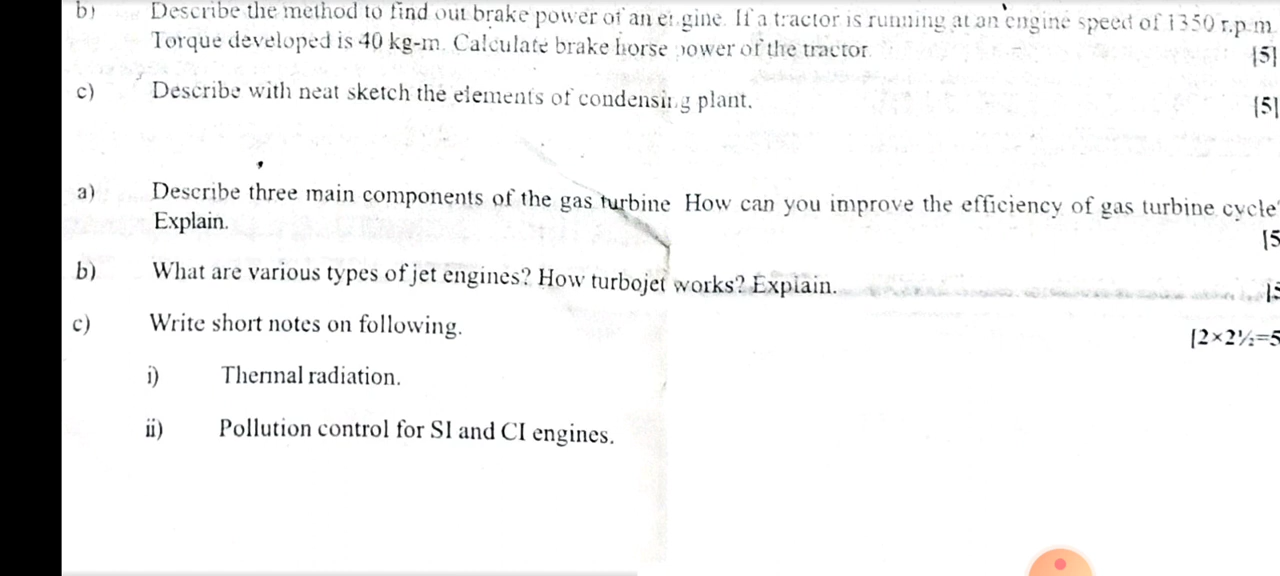 b) Describe the method to find out brake power of an engine. If a tractor is running at an engine speed of 1350 r.p.m.
Torque developed is 40 kg-m. Calculate brake horse power of the tractor.
[5]
c) Describe with neat sketch the elements of condensing plant.
[5]
a) Describe three main components of the gas turbine How can you improve the efficiency of gas turbine cycle
Explain.
[5
b) What are various types of jet engines? How turbojet works? Explain.
c) Write short notes on following.
[2×2½=5
i) Thermal radiation.
ii) Pollution control for SI and CI engines.